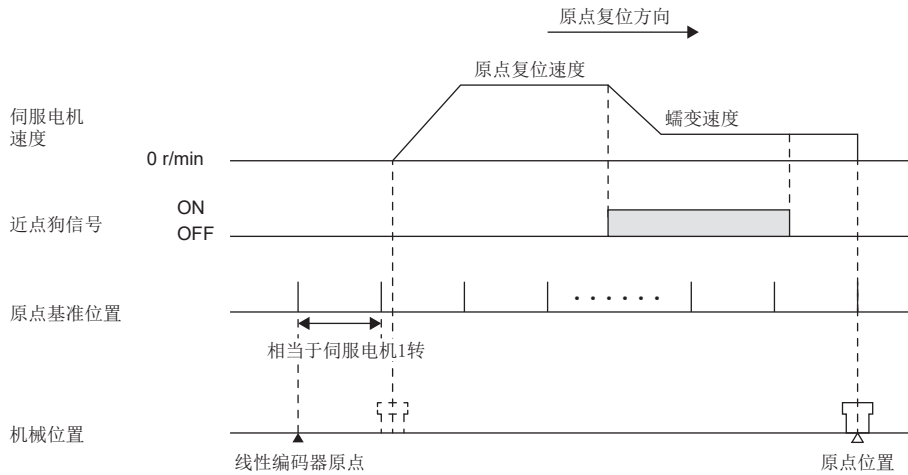 原点复位方向
原点复位速度
伺服电机
速度
蠕变速度
0 r/min
近点狗信号
ON
OFF
原点基准位置
相当于伺服电机1转
机械位置
线性编码器原点
原点位置